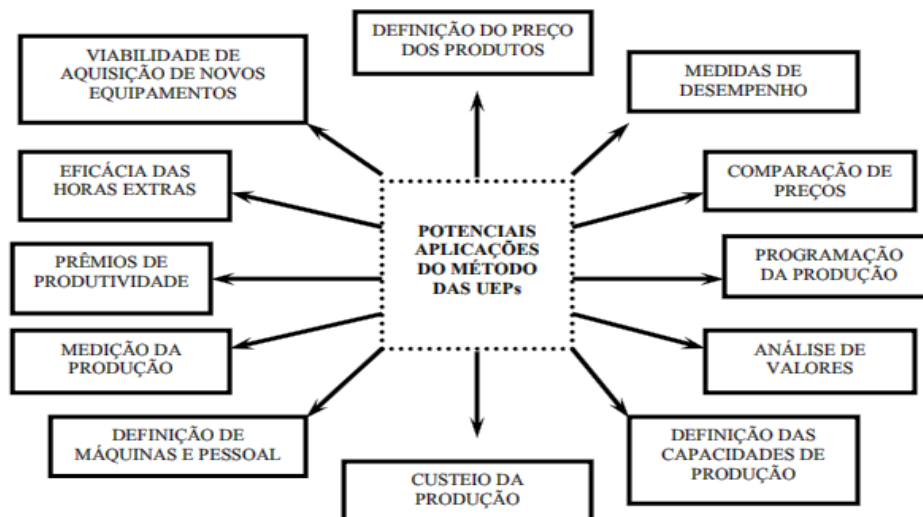 DEFINIÇÃO DO PREÇO
DOS PRODUTOS
VIABILIDADE DE
AQUISIÇÃO DE NOVOS
EQUIPAMENTOS
MEDIDAS DE
DESEMPENHO
EFICÁCIA DAS
HORAS EXTRAS
COMPARAÇÃO DE
PREÇOS
POTENCIAIS
APLICAÇÕES
DO MÉTODO
DAS UEPs
PRÊMIOS DE
PRODUTIVIDADE
PROGRAMAÇÃO
DA PRODUÇÃO
MEDIÇÃO DA
PRODUÇÃO
ANÁLISE DE
VALORES
DEFINIÇÃO DE
MÁQUINAS E PESSOAL
DEFINIÇÃO DAS
CAPACIDADES DE
PRODUÇÃO
CUSTEIO DA
PRODUÇÃO